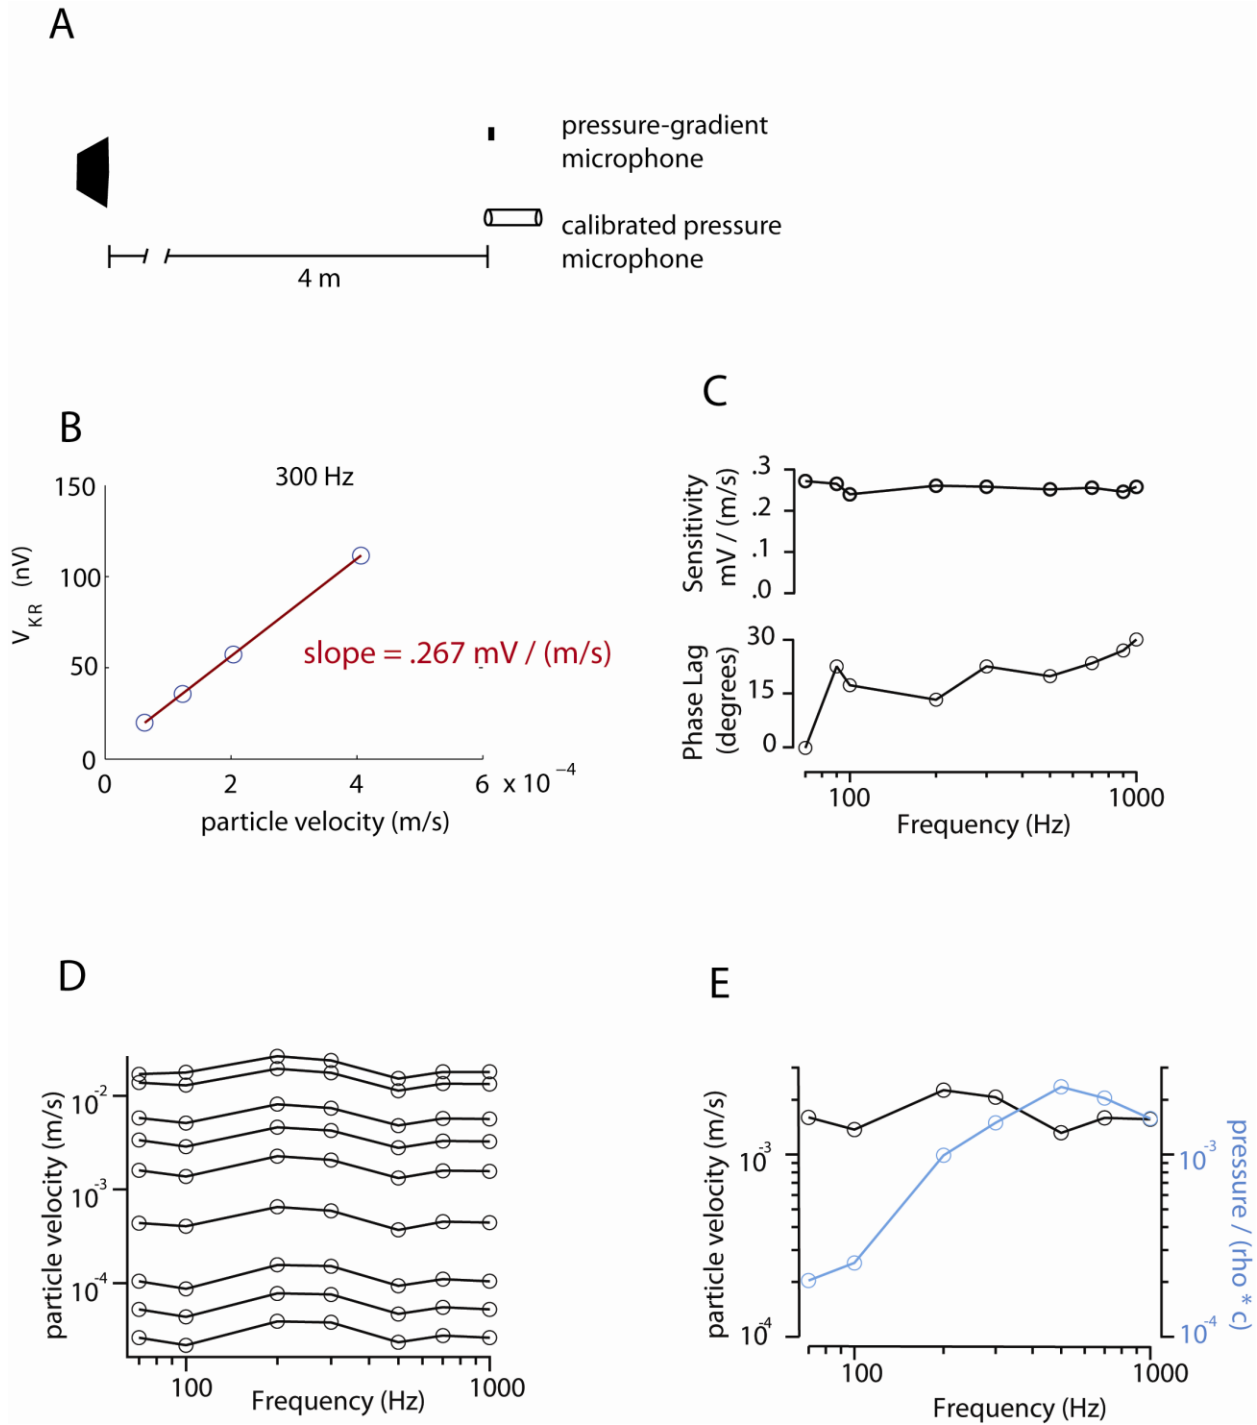 A
pressure-gradient
microphone
calibrated pressure
microphone
4 m
B
300 Hz
V_KR (nV)
150
100
50
0
slope = .267 mV / (m/s)
0 2 4 6 x 10^−4
particle velocity (m/s)
C
Sensitivity
mV / (m/s)
.3
.2
.1
.0
Phase Lag
(degrees)
30
15
0
100 1000
Frequency (Hz)
D
particle velocity (m/s)
10^-2
10^-3
10^-4
100 1000
Frequency (Hz)
E
particle velocity (m/s)
10^-3
10^-4
10^-3
10^-4
pressure / (rho * c)
100 1000
Frequency (Hz)